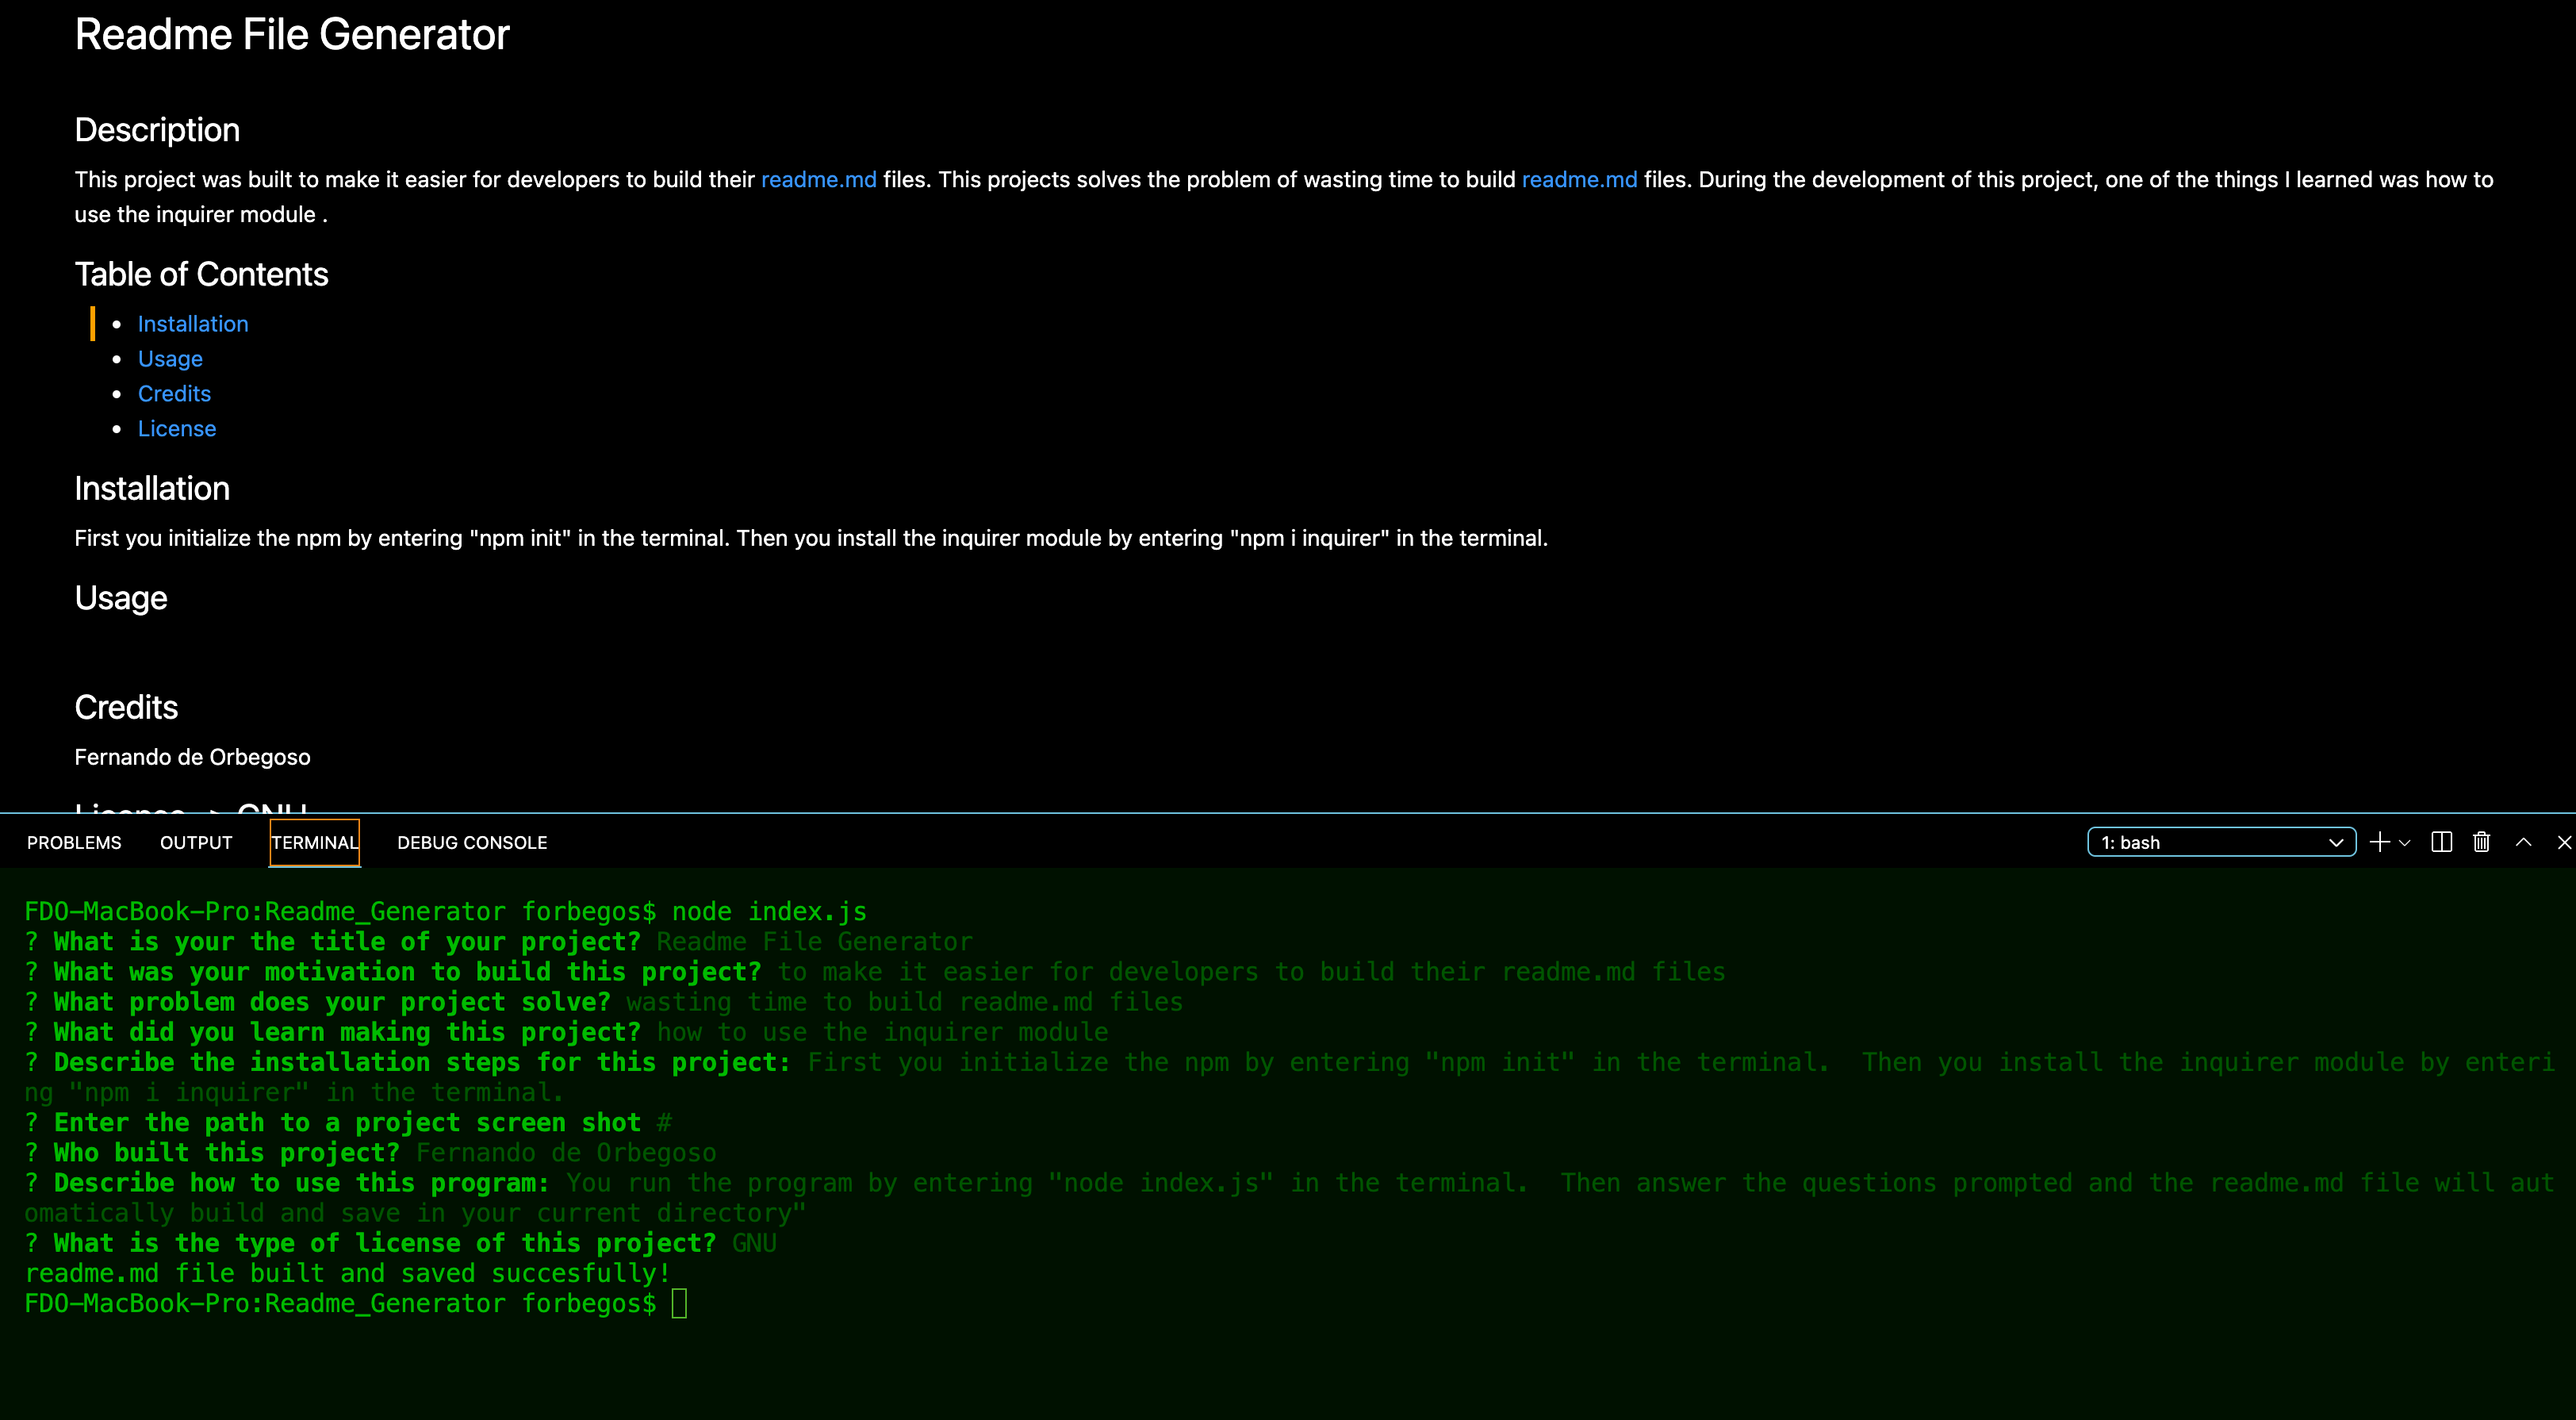 Readme File Generator
Description
This project was built to make it easier for developers to build their readme.md files. This projects solves the problem of wasting time to build readme.md files. During the development of this project, one of the things I learned was how to
use the inquirer module .
Table of Contents
• Installation
• Usage
• Credits
• License
Installation
First you initialize the npm by entering "npm init" in the terminal. Then you install the inquirer module by entering "npm i inquirer" in the terminal.
Usage
Credits
Fernando de Orbegoso
License -> GNU
PROBLEMS OUTPUT TERMINAL DEBUG CONSOLE 1: bash
FDO-MacBook-Pro:Readme_Generator forbegos$ node index.js
? What is your the title of your project? Readme File Generator
? What was your motivation to build this project? to make it easier for developers to build their readme.md files
? What problem does your project solve? wasting time to build readme.md files
? What did you learn making this project? how to use the inquirer module
? Describe the installation steps for this project: First you initialize the npm by entering "npm init" in the terminal.  Then you install the inquirer module by enteri
ng "npm i inquirer" in the terminal.
? Enter the path to a project screen shot #
? Who built this project? Fernando de Orbegoso
? Describe how to use this program: You run the program by entering "node index.js" in the terminal.  Then answer the questions prompted and the readme.md file will aut
omatically build and save in your current directory"
? What is the type of license of this project? GNU
readme.md file built and saved succesfully!
FDO-MacBook-Pro:Readme_Generator forbegos$